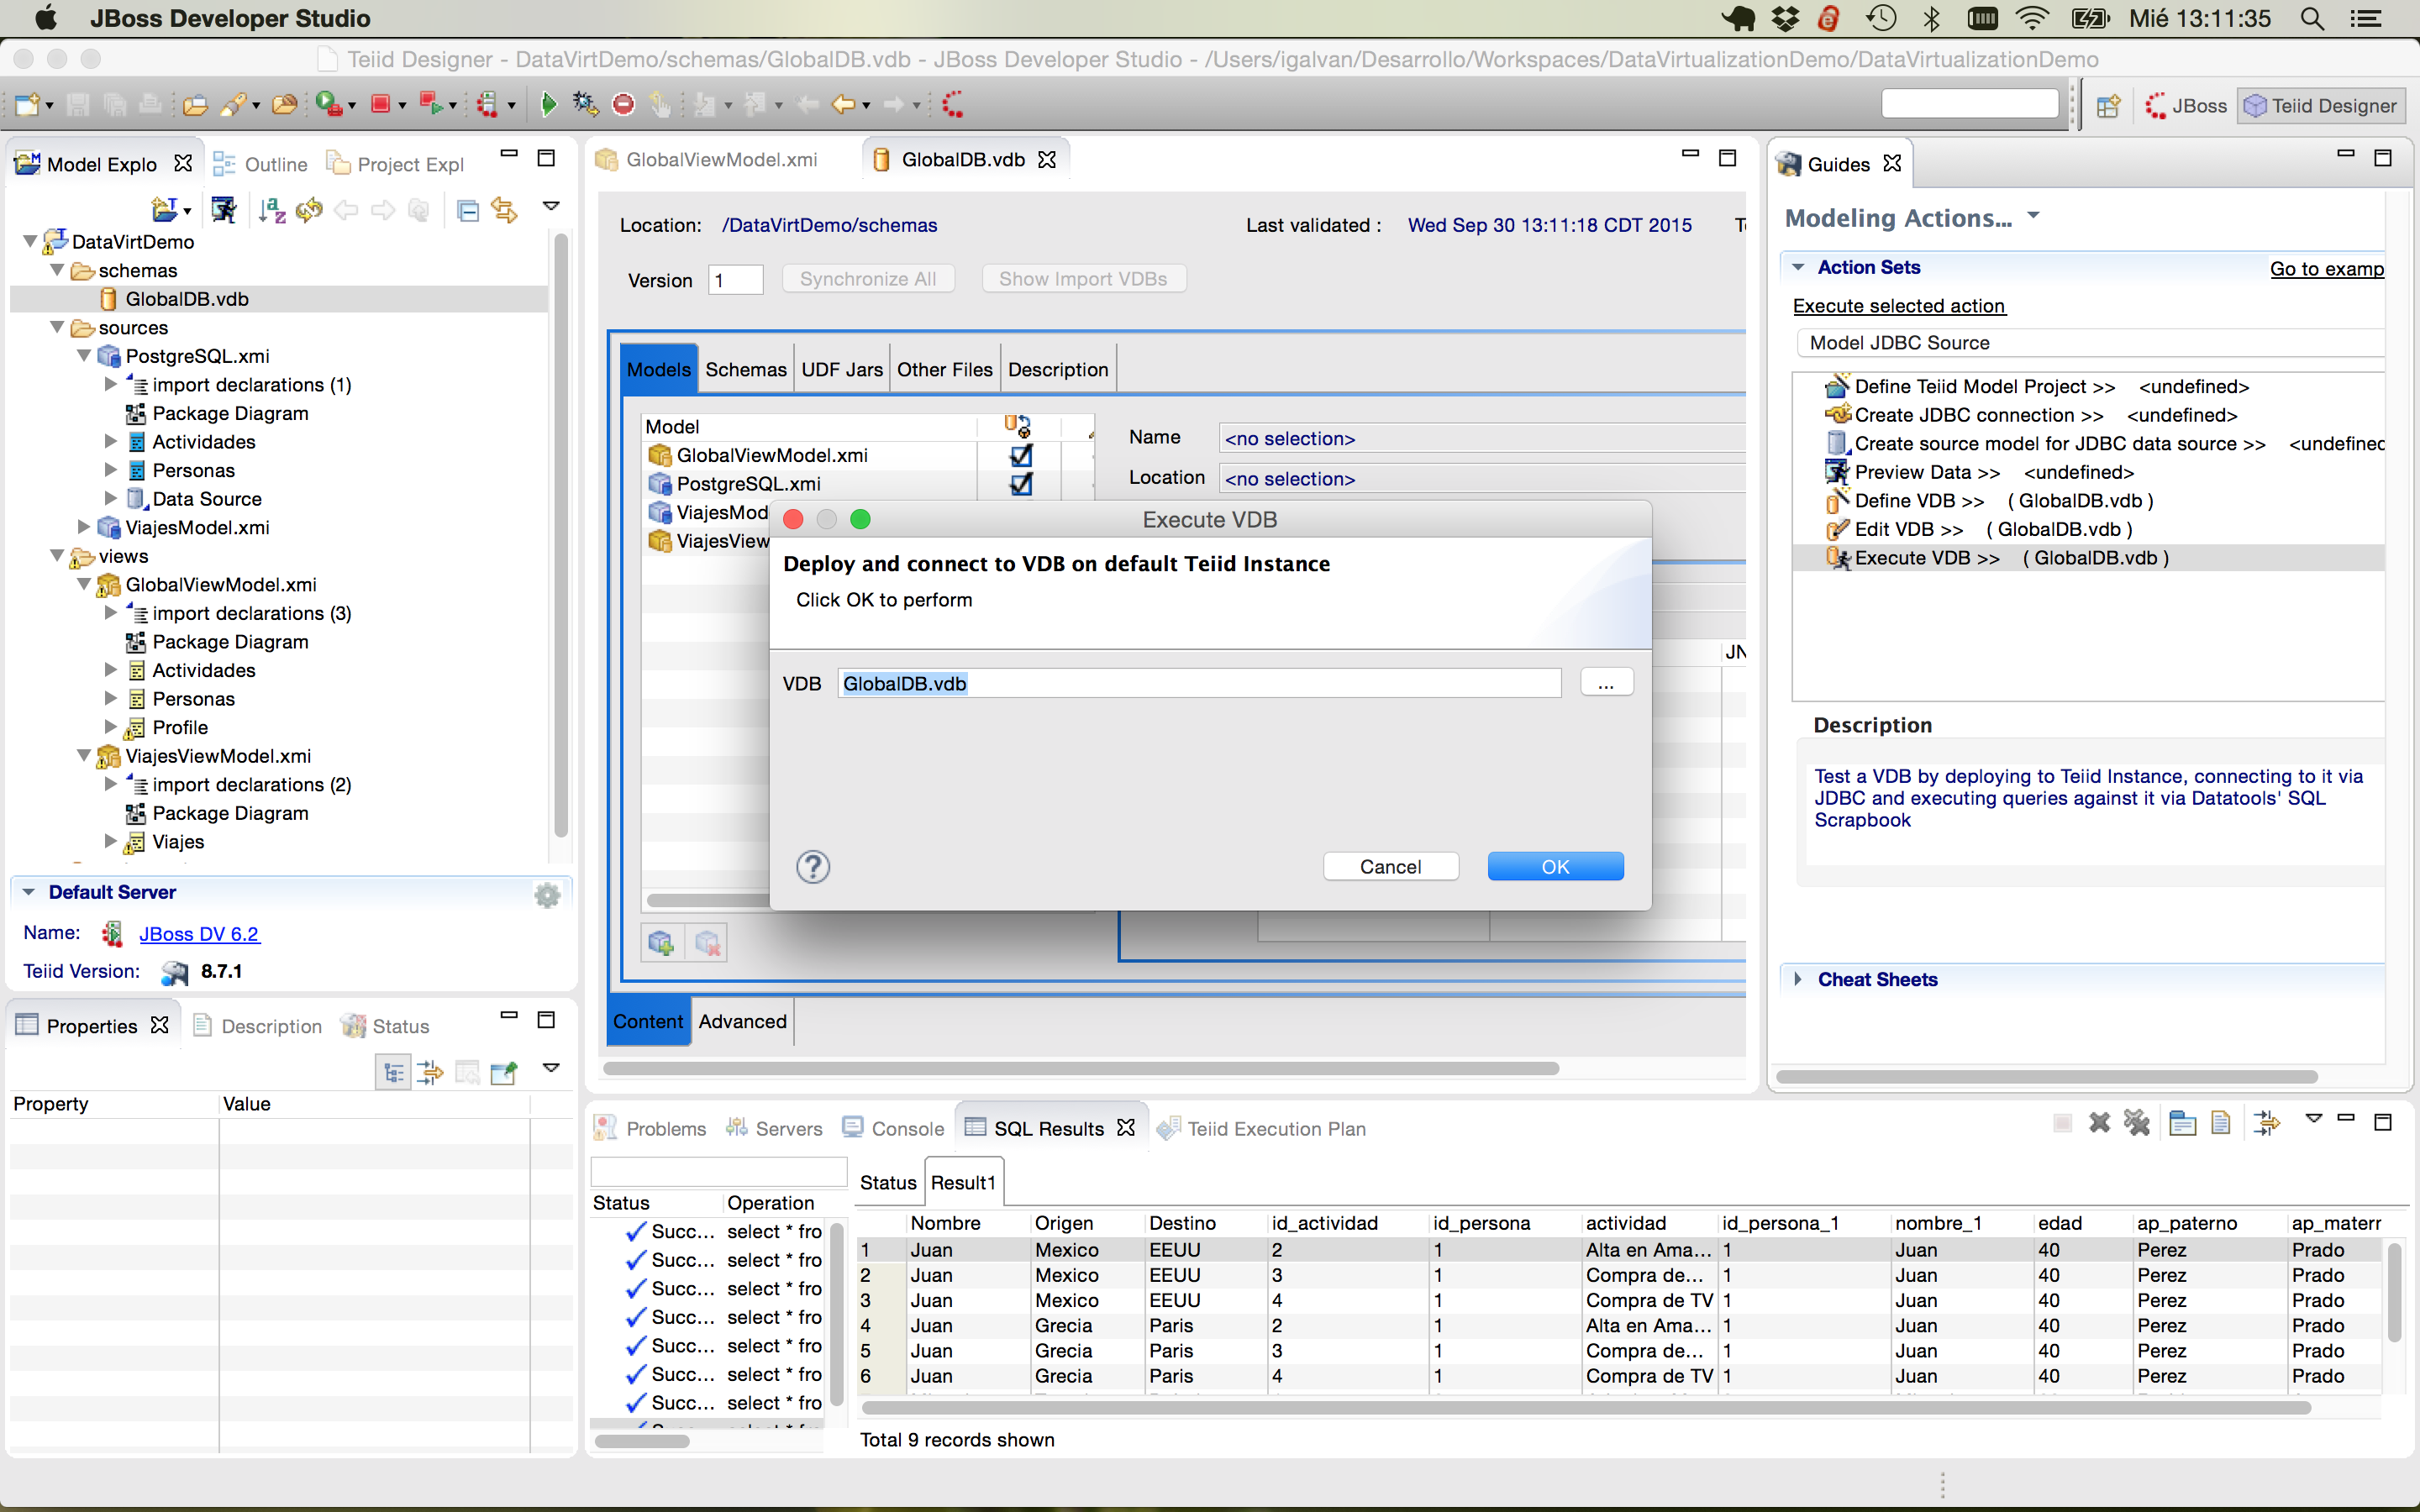 JBoss Developer Studio
Mié 13:11:35
Teiid Designer - DataVirtDemo/schemas/GlobalDB.vdb - JBoss Developer Studio - /Users/igalvan/Desarrollo/Workspaces/DataVirtualizationDemo/DataVirtualizationDemo
JBoss
Teiid Designer
Model Explo
Outline
Project Expl
DataVirtDemo
schemas
GlobalDB.vdb
sources
PostgreSQL.xmi
import declarations (1)
Package Diagram
Actividades
Personas
Data Source
ViajesModel.xmi
views
GlobalViewModel.xmi
import declarations (3)
Package Diagram
Actividades
Personas
Profile
ViajesViewModel.xmi
import declarations (2)
Package Diagram
Viajes
Default Server
Name: JBoss DV 6.2
Teiid Version: 8.7.1
Properties
Description
Status
Property Value
GlobalViewModel.xmi
GlobalDB.vdb
Location: /DataVirtDemo/schemas
Last validated : Wed Sep 30 13:11:18 CDT 2015
Version 1
Synchronize All
Show Import VDBs
Models Schemas UDF Jars Other Files Description
Model
GlobalViewModel.xmi
PostgreSQL.xmi
ViajesMod
ViajesView
Name <no selection>
Location <no selection>
JN
Execute VDB
Deploy and connect to VDB on default Teiid Instance
Click OK to perform
VDB GlobalDB.vdb ...
?
Cancel
OK
Content Advanced
Guides
Modeling Actions...
Action Sets
Go to examp
Execute selected action
Model JDBC Source
Define Teiid Model Project >> <undefined>
Create JDBC connection >> <undefined>
Create source model for JDBC data source >> <undefined
Preview Data >> <undefined>
Define VDB >> ( GlobalDB.vdb )
Edit VDB >> ( GlobalDB.vdb )
Execute VDB >> ( GlobalDB.vdb )
Description
Test a VDB by deploying to Teiid Instance, connecting to it via
JDBC and executing queries against it via Datatools' SQL
Scrapbook
Cheat Sheets
Problems
Servers
Console
SQL Results
Teiid Execution Plan
Status Operation
Succ... select * fro
Succ... select * fro
Succ... select * fro
Succ... select * fro
Succ... select * fro
Succ... select * fro
Succ... select * fro
Status Result1
Nombre Origen Destino id_actividad id_persona actividad id_persona_1 nombre_1 edad ap_paterno ap_materr
1 Juan Mexico EEUU 2 1 Alta en Ama... 1 Juan 40 Perez Prado
2 Juan Mexico EEUU 3 1 Compra de... 1 Juan 40 Perez Prado
3 Juan Mexico EEUU 4 1 Compra de TV 1 Juan 40 Perez Prado
4 Juan Grecia Paris 2 1 Alta en Ama... 1 Juan 40 Perez Prado
5 Juan Grecia Paris 3 1 Compra de... 1 Juan 40 Perez Prado
6 Juan Grecia Paris 4 1 Compra de TV 1 Juan 40 Perez Prado
Total 9 records shown